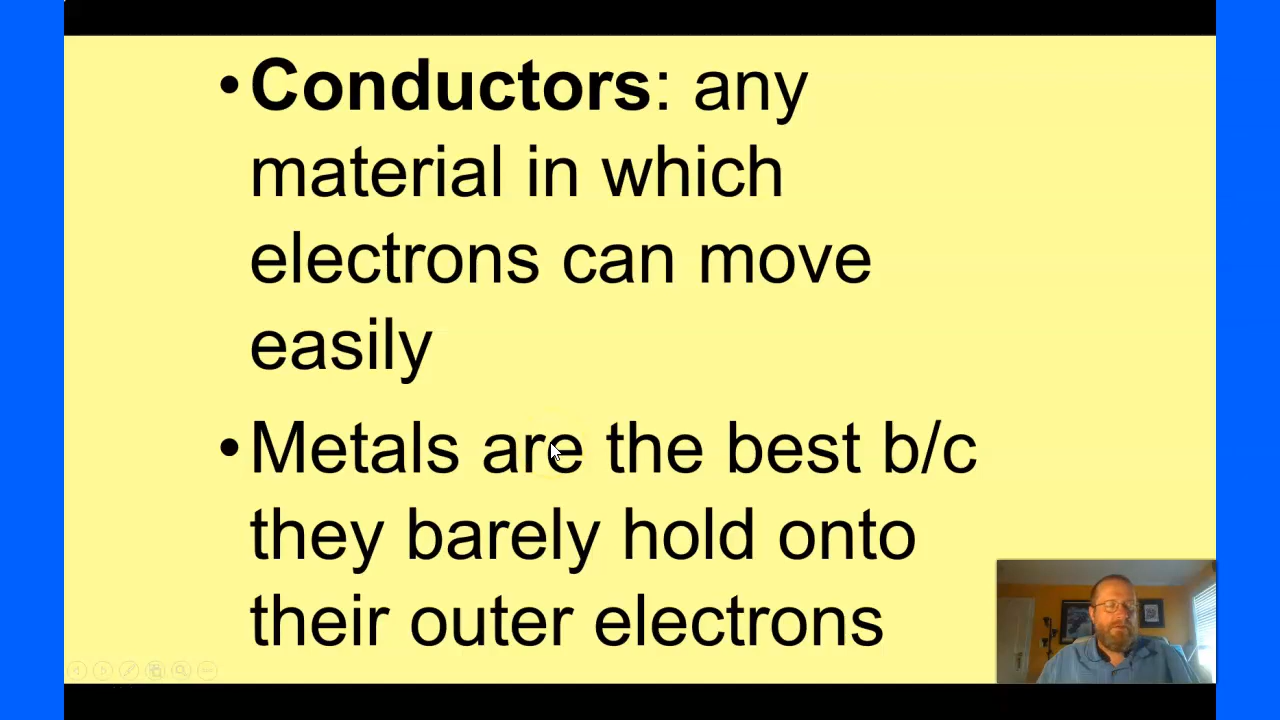 • Conductors: any
material in which
electrons can move
easily
• Metals are the best b/c
they barely hold onto
their outer electrons